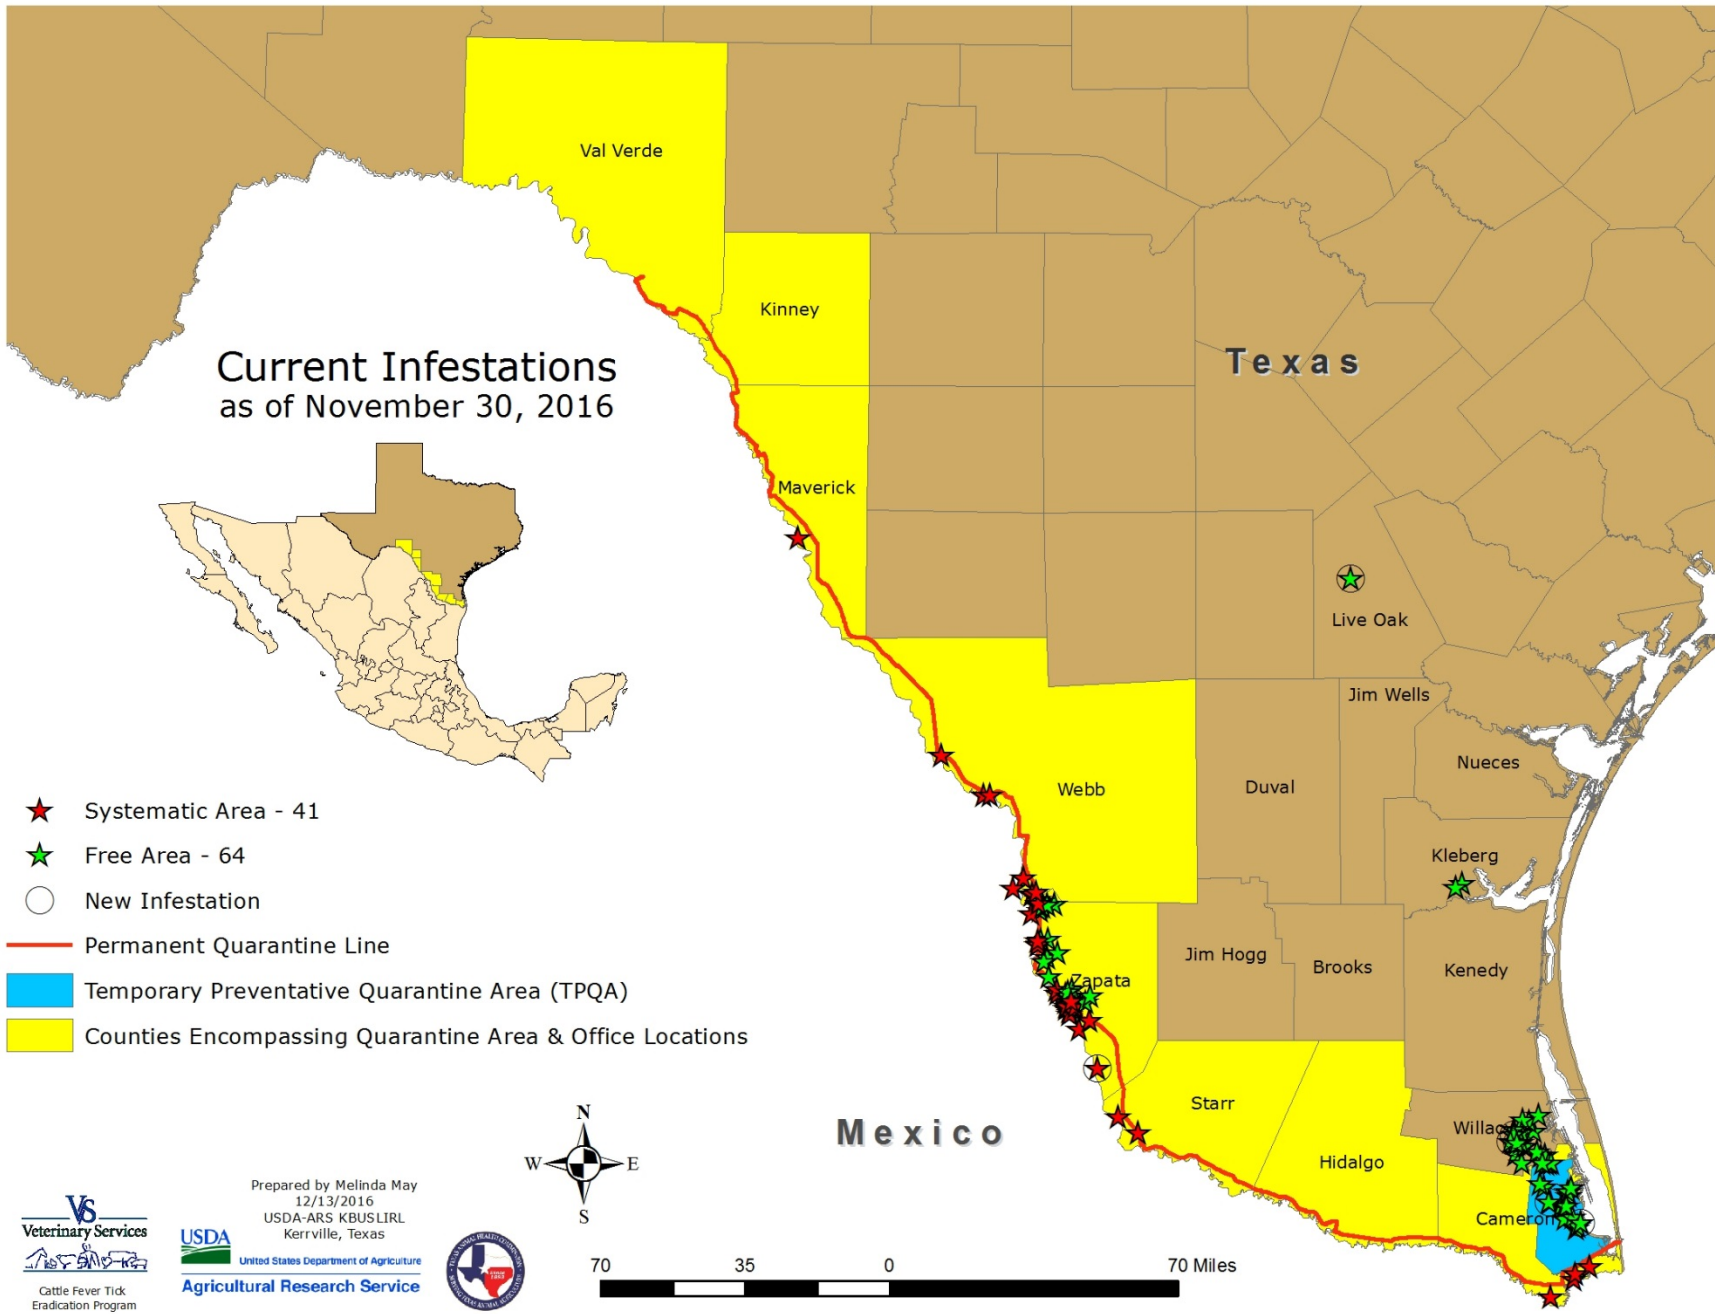 Val Verde
Kinney
Texas
Current Infestations
as of November 30, 2016
Maverick
Live Oak
Jim Wells
Nueces
Webb
Duval
Kleberg
Systematic Area - 41
Free Area - 64
New Infestation
Permanent Quarantine Line
Temporary Preventative Quarantine Area (TPQA)
Counties Encompassing Quarantine Area & Office Locations
Jim Hogg
Brooks
Kenedy
Zapata
Starr
Mexico
Hidalgo
Cameron
N
W E
S
VS
Veterinary Services
Cattle Fever Tick
Eradication Program
Prepared by Melinda May
12/13/2016
USDA-ARS KBUSLIRL
Kerrville, Texas
USDA
United States Department of Agriculture
Agricultural Research Service
70 35 0 70 Miles